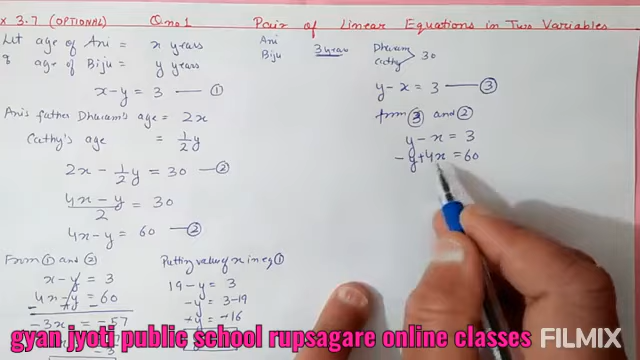 x 3.7 (OPTIONAL) Q.no 1 Pair of Linear Equations in Two Variables
Let age of Ani = x years
& age of Biju = y years
x-y = 3 — ①
Ani's father Dharam's age = 2x
Cathy's age = 1/2 y
2x - 1/2 y = 30 — ②
4x - y / 2 = 30
4x-y = 60 — ②
From ① and ②
x-y = 3
4x-y = 60
-3x = -57
-3
Ani
Biju 3 years
Putting value of x in eq ①
19-y = 3
-y = 3-19
-y = -16
Dharam
Cathy > 30
y-x = 3 — ③
from ③ and ②
y - x = 3
-y+4x = 60
gyan jyoti public school rupsagare online classes
FILMIX